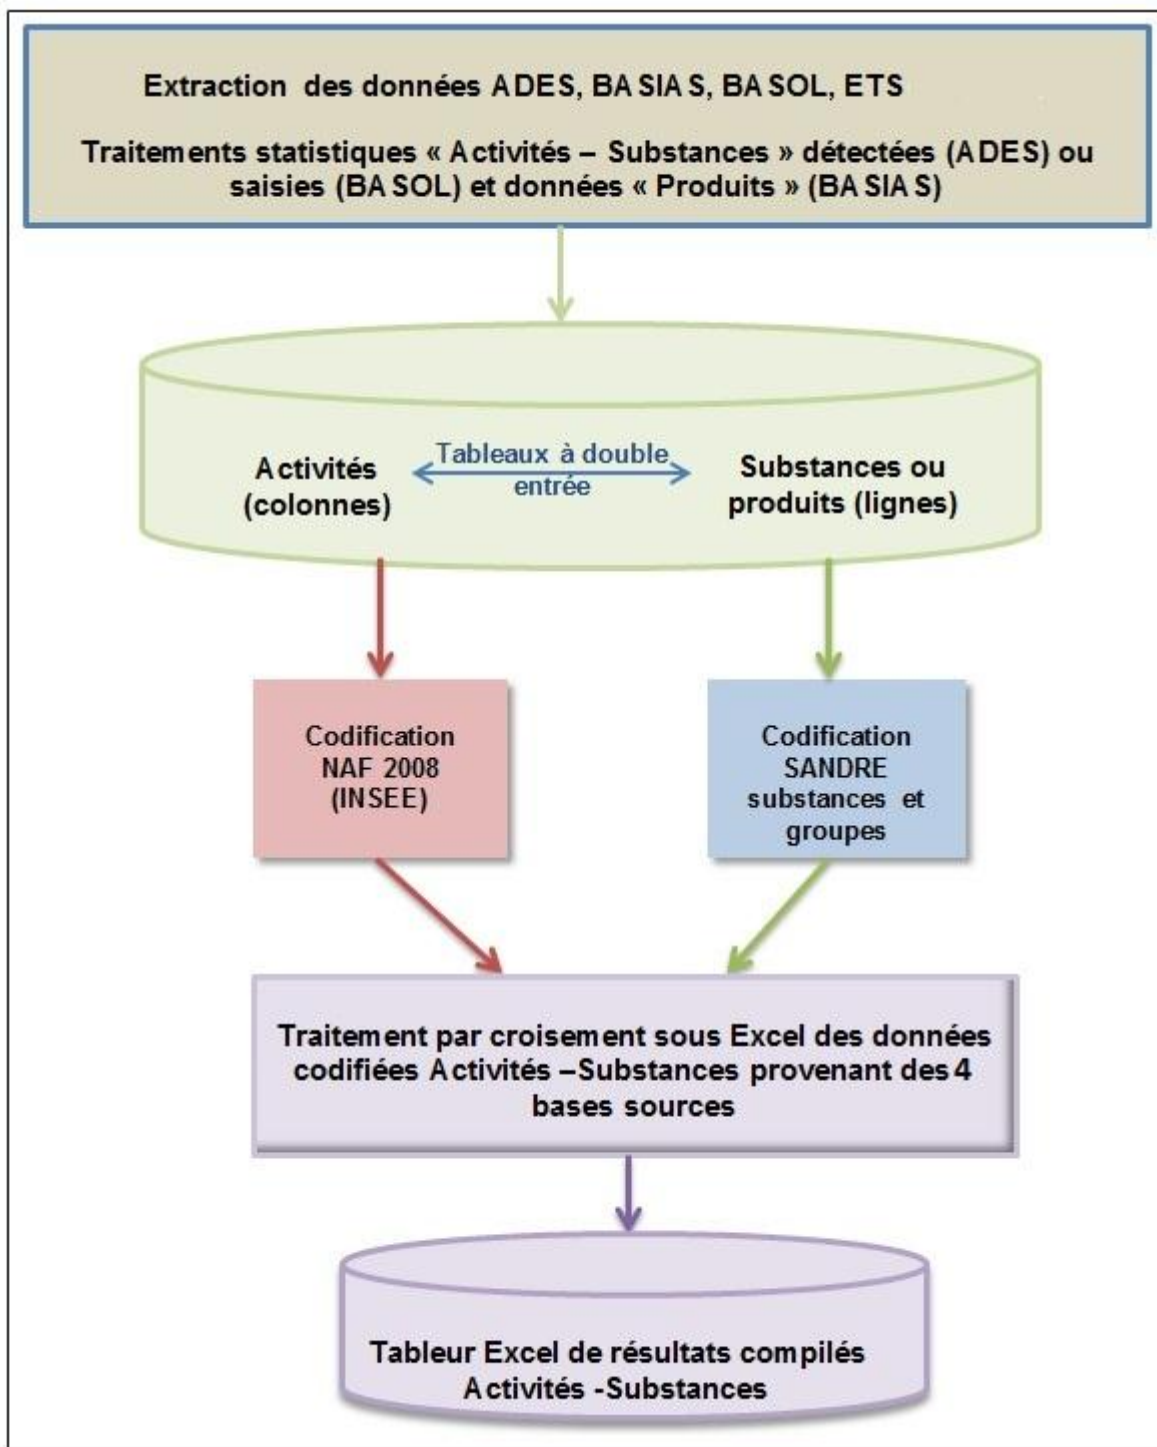 Extraction des données ADES, BASIAS, BASOL, ETS
Traitements statistiques « Activités – Substances » détectées (ADES) ou
saisies (BASOL) et données « Produits » (BASIAS)
Activités
(colonnes)
Tableaux à double
entrée
Substances ou
produits (lignes)
Codification
NAF 2008
(INSEE)
Codification
SANDRE
substances et
groupes
Traitement par croisement sous Excel des données
codifiées Activités –Substances provenant des 4
bases sources
Tableur Excel de résultats compilés
Activités -Substances